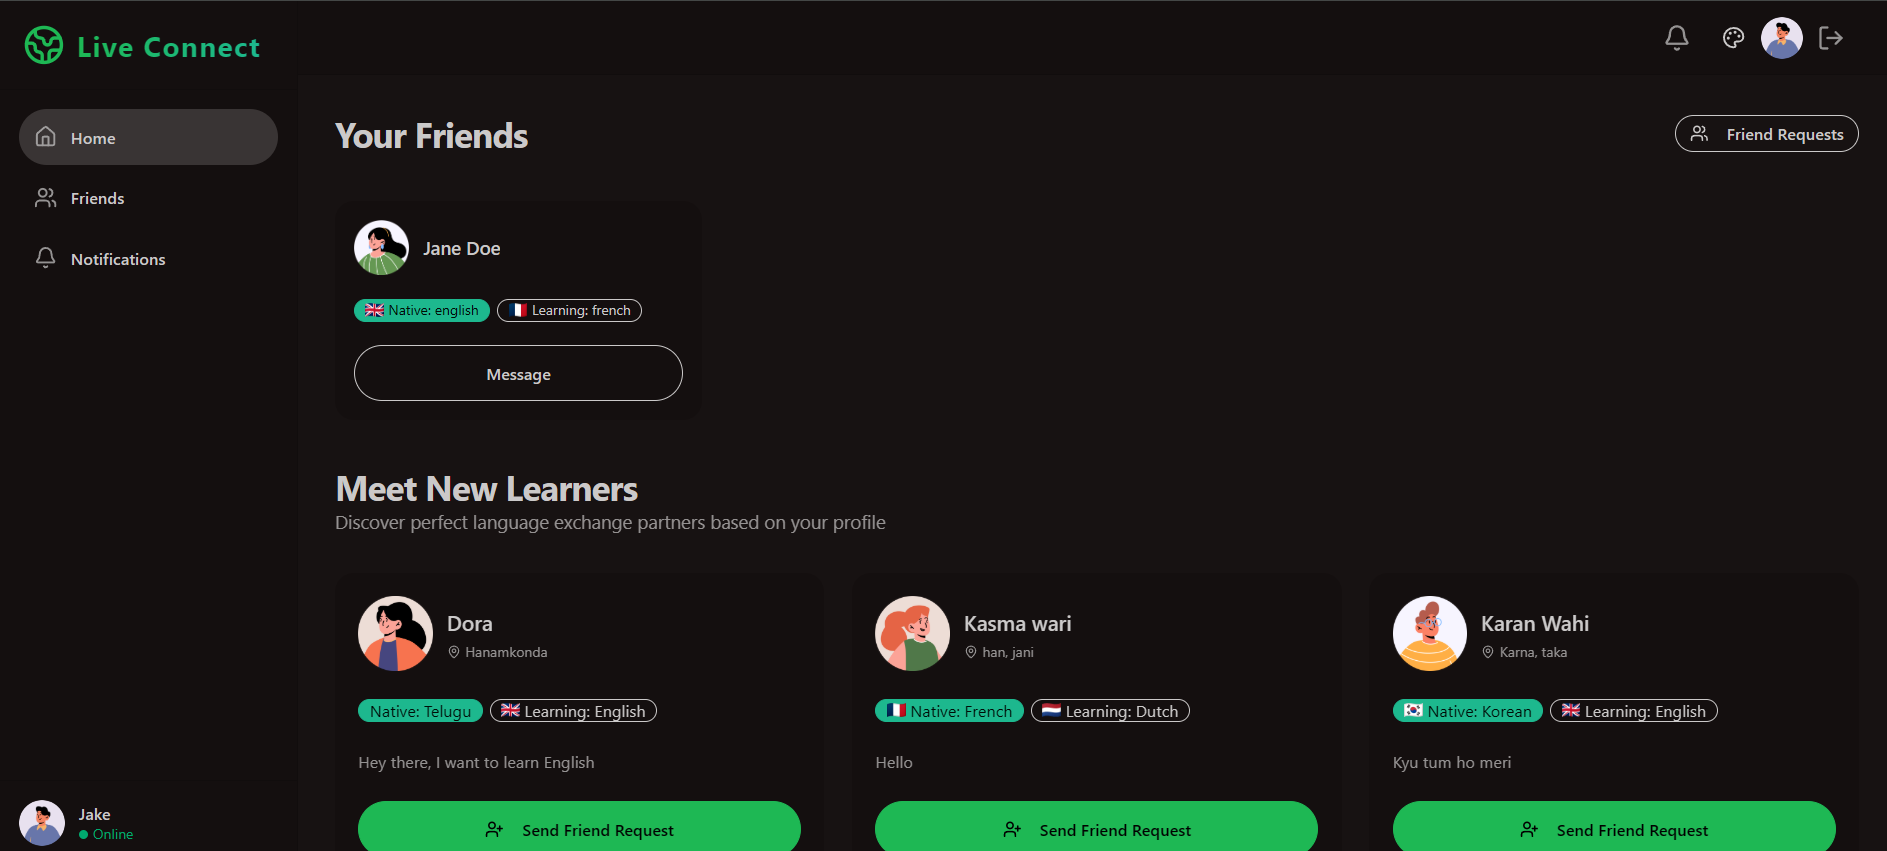 Live Connect
Home
Friends
Notifications
Jake
Online
Your Friends
Friend Requests
Jane Doe
Native: english
Learning: french
Message
Meet New Learners
Discover perfect language exchange partners based on your profile
Dora
Hanamkonda
Native: Telugu
Learning: English
Hey there, I want to learn English
Send Friend Request
Kasma wari
han, jani
Native: French
Learning: Dutch
Hello
Send Friend Request
Karan Wahi
Karna, taka
Native: Korean
Learning: English
Kyu tum ho meri
Send Friend Request